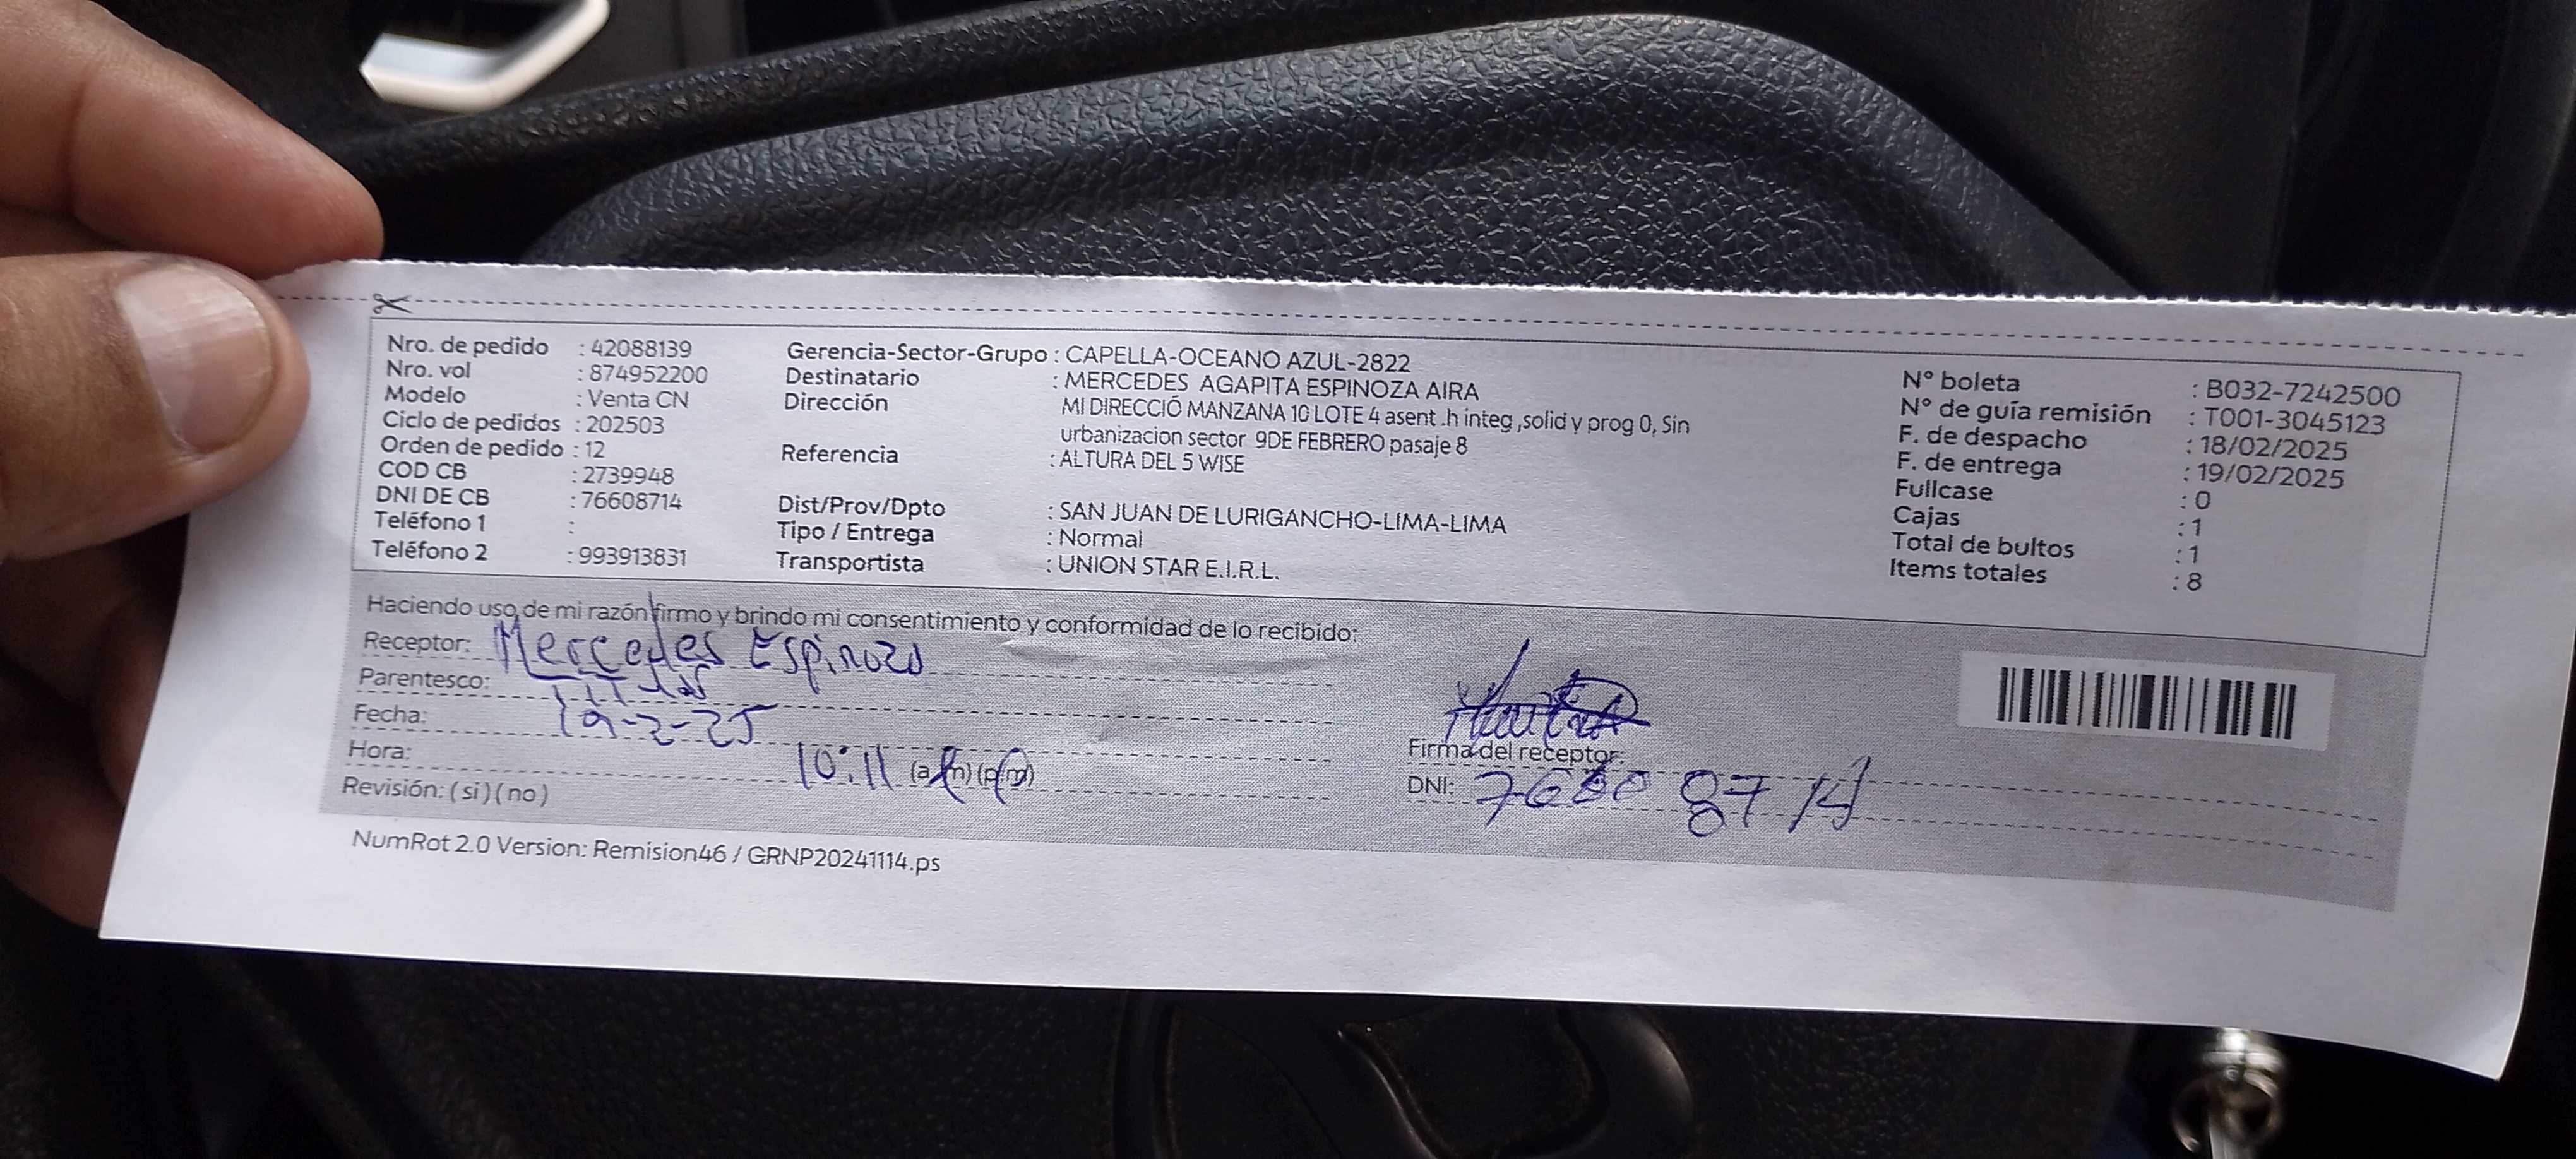 Nro. de pedido : 42088139
Nro. vol : 874952200
Modelo : Venta CN
Ciclo de pedidos : 202503
Orden de pedido : 12
COD CB : 2739948
DNI DE CB : 76608714
Teléfono 1 :
Teléfono 2 : 993913831
Gerencia-Sector-Grupo : CAPELLA-OCEANO AZUL-2822
Destinatario : MERCEDES AGAPITA ESPINOZA AIRA
Dirección MI DIRECCIÓ MANZANA 10 LOTE 4 asent .h integ ,solid y prog 0, Sin
urbanizacion sector 9DE FEBRERO pasaje 8
Referencia : ALTURA DEL 5 WISE
Dist/Prov/Dpto : SAN JUAN DE LURIGANCHO-LIMA-LIMA
Tipo / Entrega : Normal
Transportista : UNION STAR E.I.R.L.
N° boleta : B032-7242500
N° de guía remisión : T001-3045123
F. de despacho : 18/02/2025
F. de entrega : 19/02/2025
Fullcase : 0
Cajas : 1
Total de bultos : 1
Items totales : 8
Haciendo uso de mi razón firmo y brindo mi consentimiento y conformidad de lo recibido:
Receptor: Mercedes Espinoza
Parentesco: Titular
Fecha: 19-2-25
Hora: 10:11 (a.m) (p.m)
Revisión: ( si ) ( no )
Firma del receptor:
DNI: 76608714
NumRot 2.0 Version: Remision46 / GRNP20241114.ps